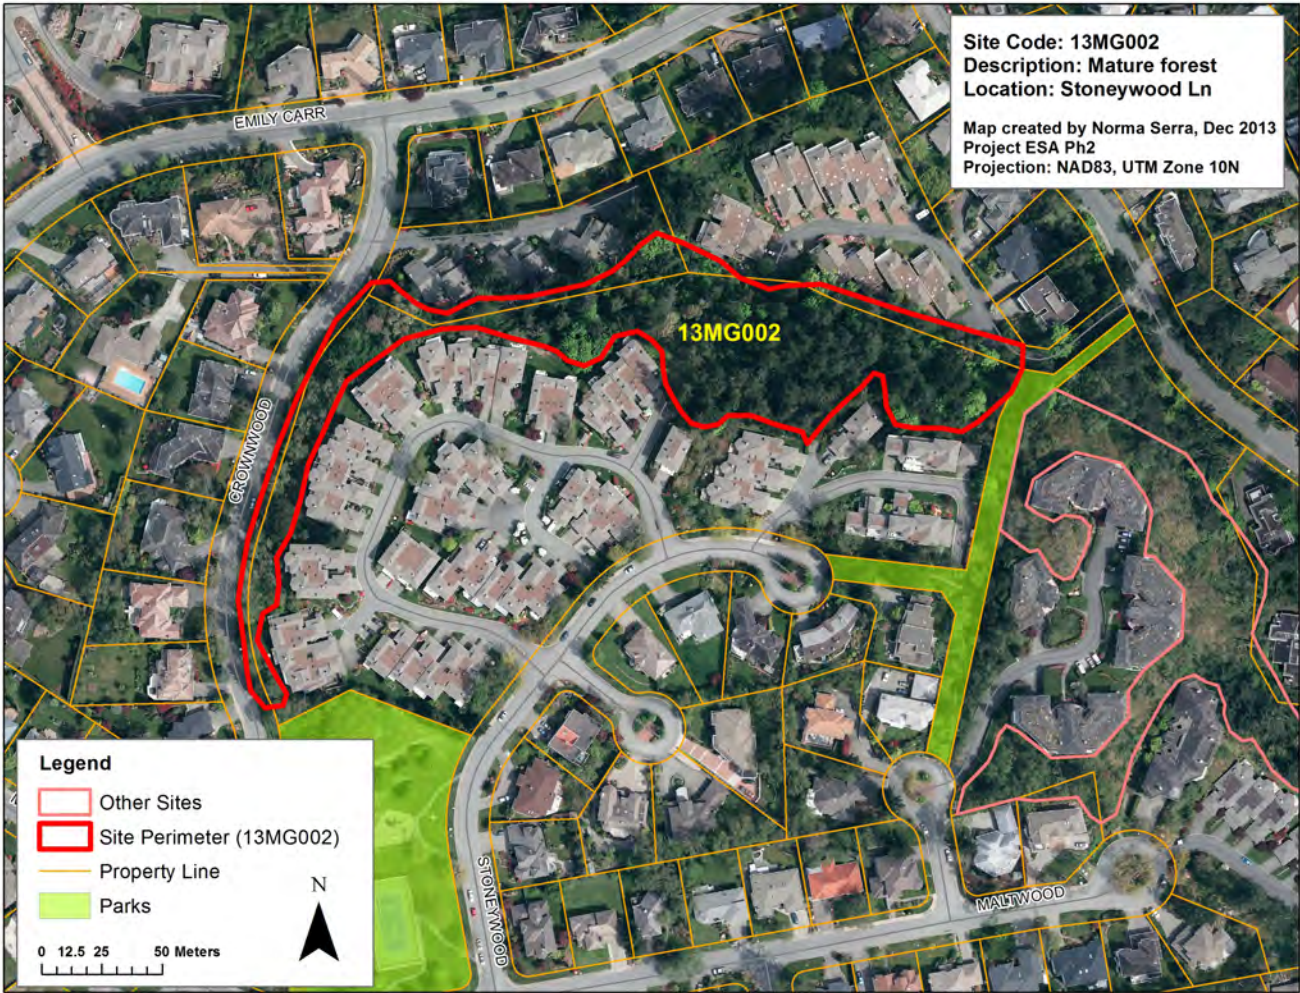 Site Code: 13MG002
Description: Mature forest
Location: Stoneywood Ln
Map created by Norma Serra, Dec 2013
Project ESA Ph2
Projection: NAD83, UTM Zone 10N
EMILY CARR
13MG002
CROWNWOOD
STONEYWOOD
MALTWOOD
Legend
Other Sites
Site Perimeter (13MG002)
Property Line
Parks
N
0 12.5 25 50 Meters